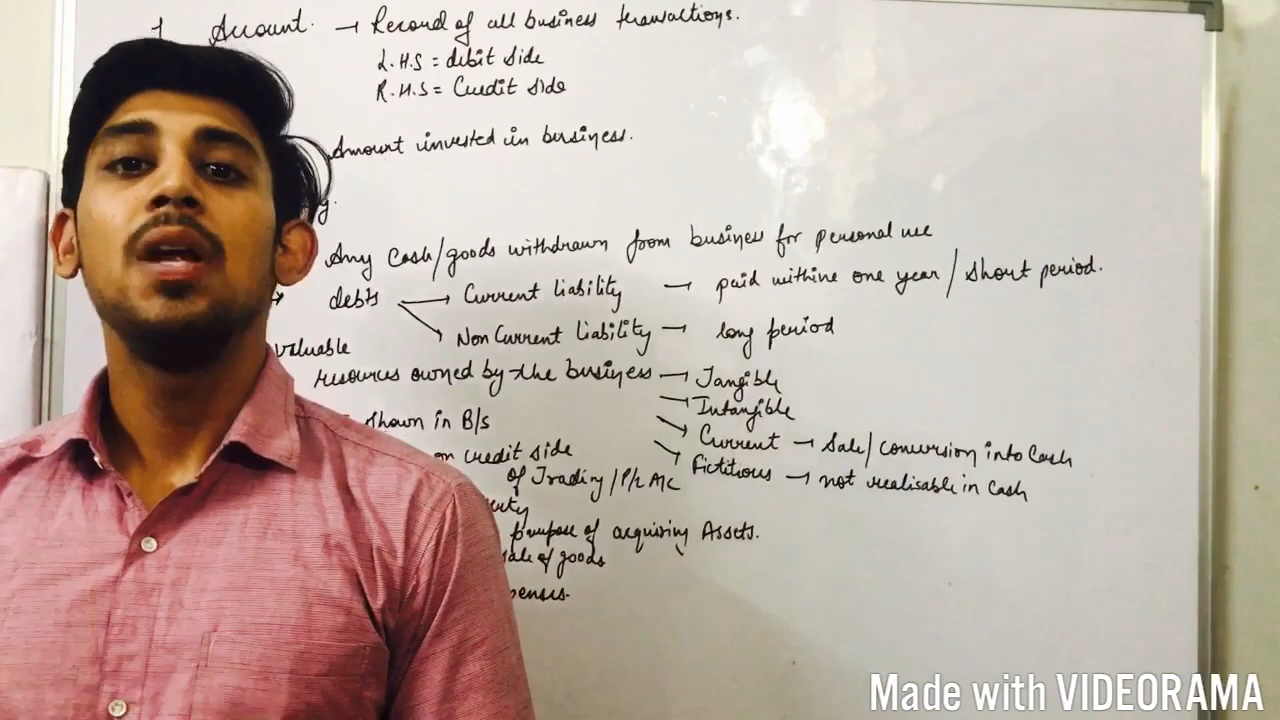 1 Account. → Record of all business transactions.
L.H.S = debit side
R.H.S = Credit side
Amount invested in business.
Any Cash/goods withdrawn from business for personal use
debts → Current liability → paid withine one year / short period.
Non Current liability → long period
valuable
resources owned by the business → Tangible
Intangible
shown in B/s
Current → Sale/conversion into Cash
on credit side
Fictitious → not realisable in Cash
of Trading/P/L A/c
purpose of acquiring Assets.
sale of goods
Made with VIDEORAMA